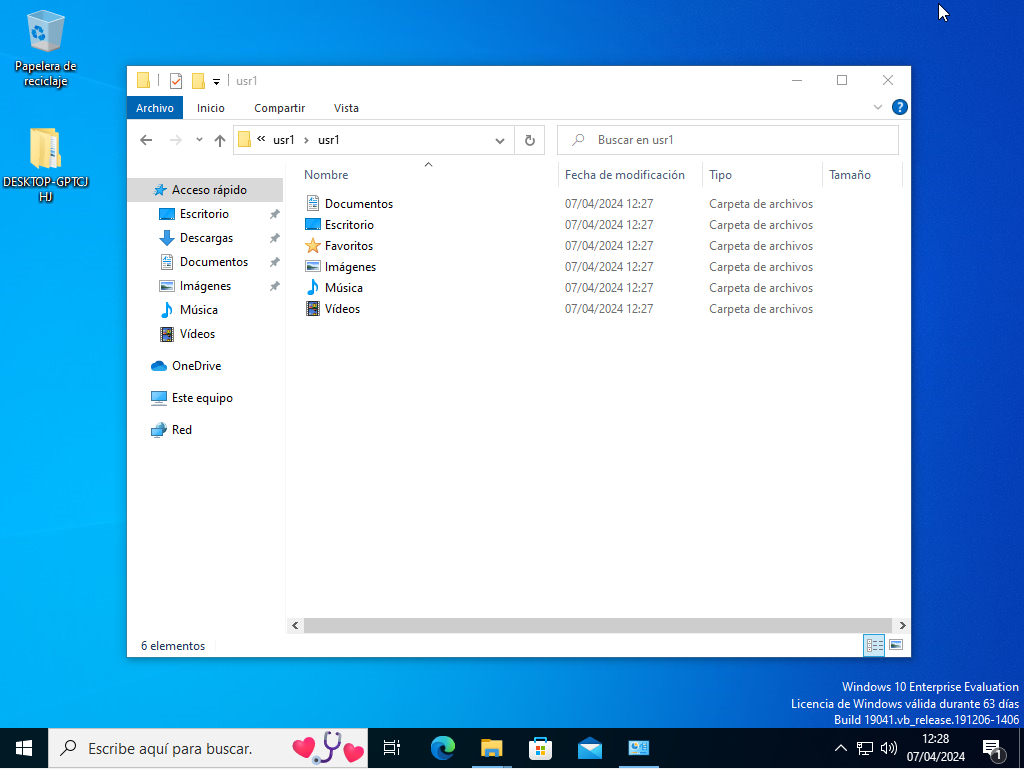 Papelera de
reciclaje
DESKTOP-GPTCJ
HJ
usr1
Archivo
Inicio
Compartir
Vista
?
« usr1 › usr1
Buscar en usr1
Nombre
Fecha de modificación
Tipo
Tamaño
Acceso rápido
Escritorio
Descargas
Documentos
Imágenes
Música
Vídeos
OneDrive
Este equipo
Red
Documentos 07/04/2024 12:27 Carpeta de archivos
Escritorio 07/04/2024 12:27 Carpeta de archivos
Favoritos 07/04/2024 12:27 Carpeta de archivos
Imágenes 07/04/2024 12:27 Carpeta de archivos
Música 07/04/2024 12:27 Carpeta de archivos
Vídeos 07/04/2024 12:27 Carpeta de archivos
6 elementos
Windows 10 Enterprise Evaluation
Licencia de Windows válida durante 63 días
Build 19041.vb_release.191206-1406
Escribe aquí para buscar.
12:28
07/04/2024
1